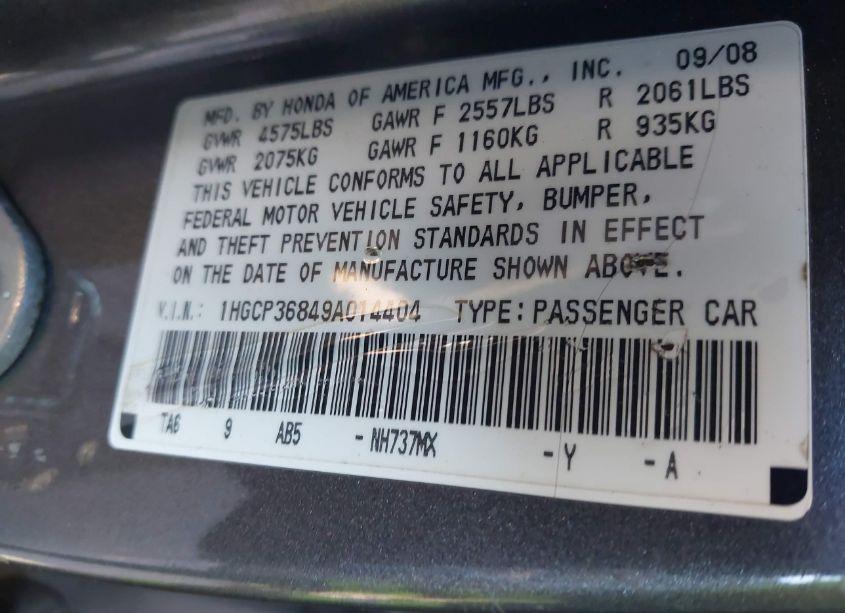 MFD. BY HONDA OF AMERICA MFG., INC. 09/08
GVWR 4575LBS GAWR F 2557LBS R 2061LBS
GVWR 2075KG GAWR F 1160KG R 935KG
THIS VEHICLE CONFORMS TO ALL APPLICABLE
FEDERAL MOTOR VEHICLE SAFETY, BUMPER,
AND THEFT PREVENTION STANDARDS IN EFFECT
ON THE DATE OF MANUFACTURE SHOWN ABOVE.
V.I.N.: 1HGCP36849A014404 TYPE: PASSENGER CAR
TA6 9 AB5 - NH737MX - Y - A